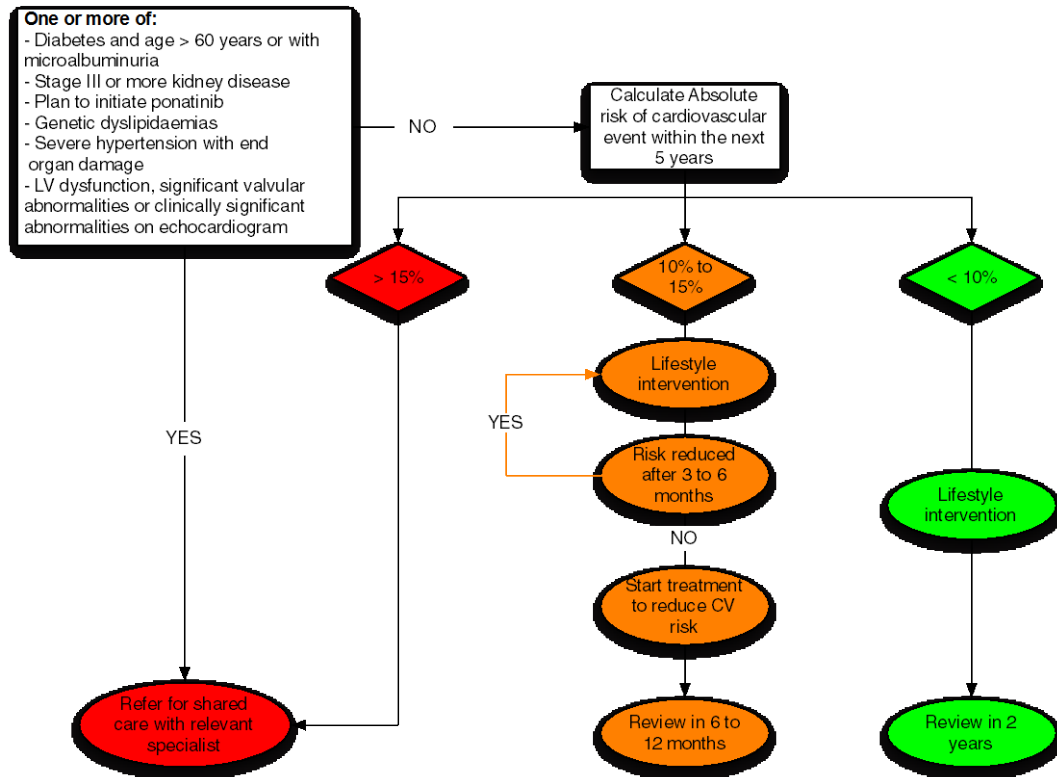 One or more of:
- Diabetes and age > 60 years or with
microalbuminuria
- Stage III or more kidney disease
- Plan to initiate ponatinib
- Genetic dyslipidaemias
- Severe hypertension with end
organ damage
- LV dysfunction, significant valvular
abnormalities or clinically significant
abnormalities on echocardiogram
NO
Calculate Absolute
risk of cardiovascular
event within the next
5 years
> 15%
10% to
15%
< 10%
Lifestyle
intervention
YES
Risk reduced
after 3 to 6
months
YES
Lifestyle
intervention
NO
Start treatment
to reduce CV
risk
Refer for shared
care with relevant
specialist
Review in 6 to
12 months
Review in 2
years